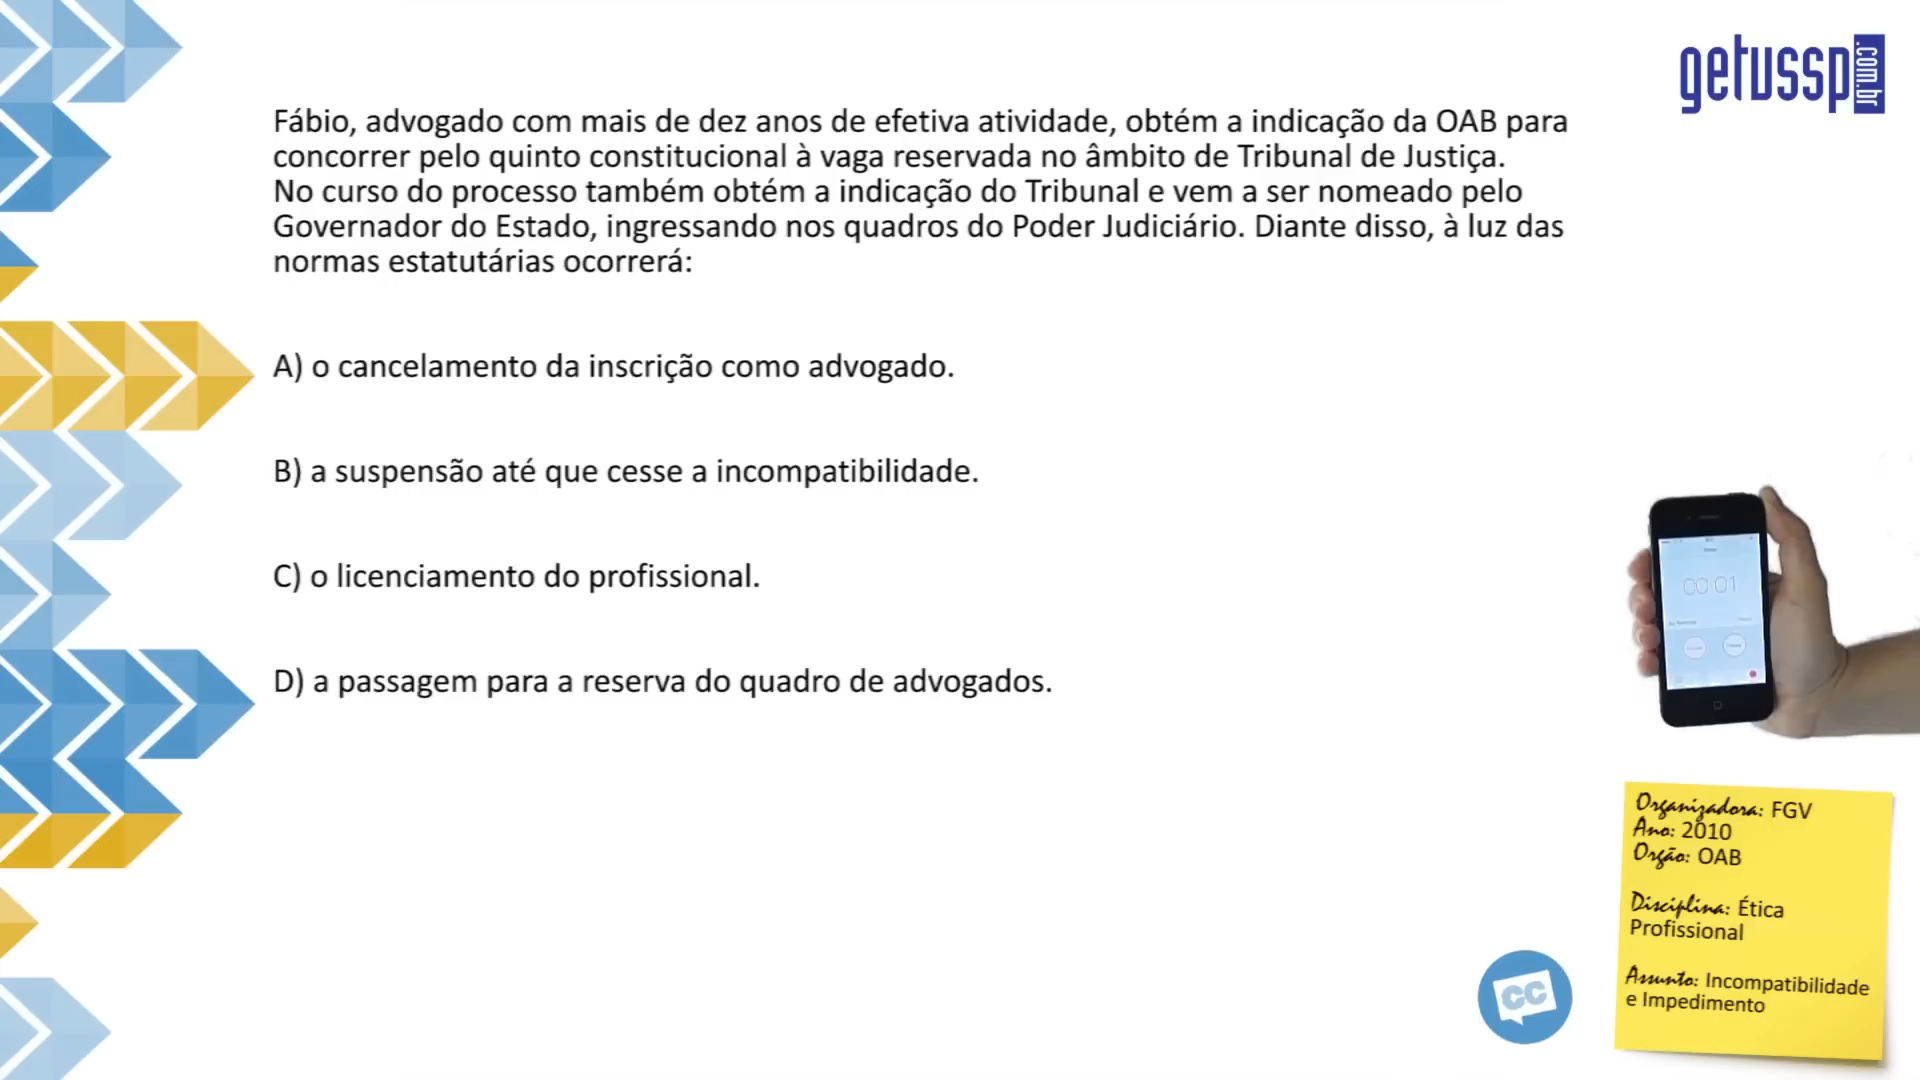 getussp.com.br
Fábio, advogado com mais de dez anos de efetiva atividade, obtém a indicação da OAB para
concorrer pelo quinto constitucional à vaga reservada no âmbito de Tribunal de Justiça.
No curso do processo também obtém a indicação do Tribunal e vem a ser nomeado pelo
Governador do Estado, ingressando nos quadros do Poder Judiciário. Diante disso, à luz das
normas estatutárias ocorrerá:
A) o cancelamento da inscrição como advogado.
B) a suspensão até que cesse a incompatibilidade.
C) o licenciamento do profissional.
D) a passagem para a reserva do quadro de advogados.
00 01
Organizadora: FGV
Ano: 2010
Orgão: OAB
Disciplina: Ética
Profissional
Assunto: Incompatibilidade
e Impedimento
CC